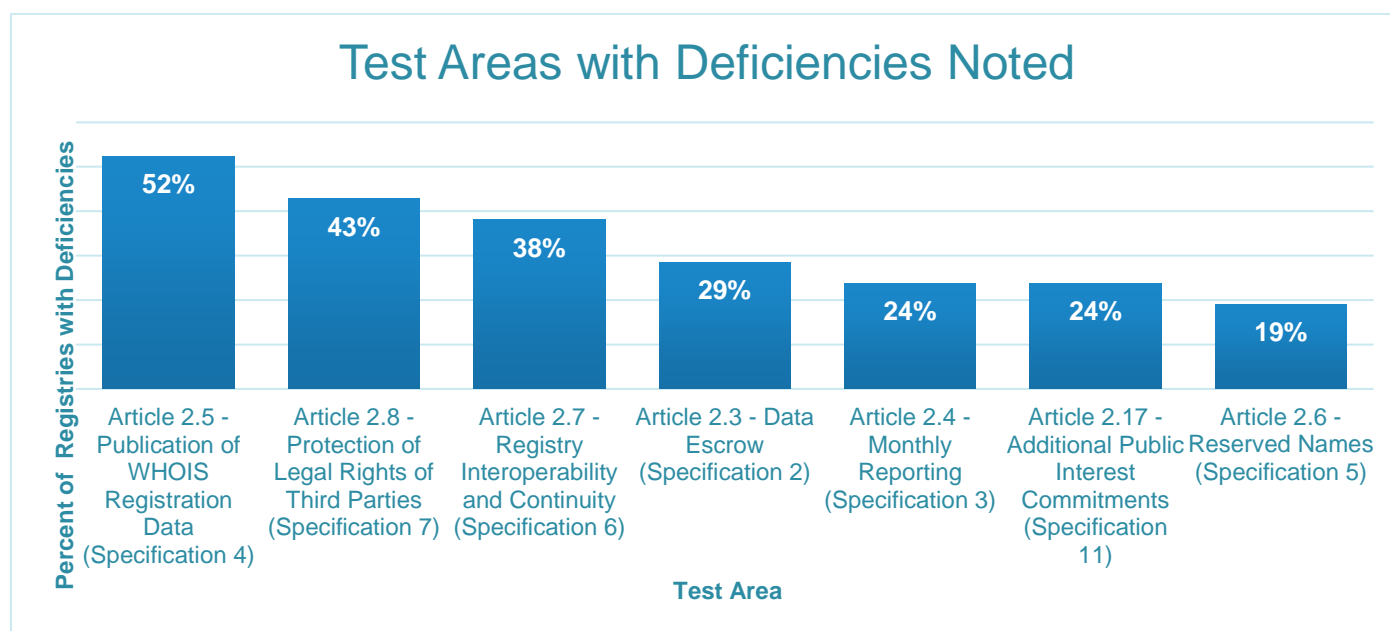 Test Areas with Deficiencies Noted
Percent of Registries with Deficiencies
52%
43%
38%
29%
24%
24%
19%
Article 2.5 -
Publication of
WHOIS
Registration
Data
(Specification 4)
Article 2.8 -
Protection of
Legal Rights of
Third Parties
(Specification 7)
Article 2.7 -
Registry
Interoperability
and Continuity
(Specification 6)
Article 2.3 - Data
Escrow
(Specification 2)
Article 2.4 -
Monthly
Reporting
(Specification 3)
Article 2.17 -
Additional Public
Interest
Commitments
(Specification
11)
Article 2.6 -
Reserved Names
(Specification 5)
Test Area